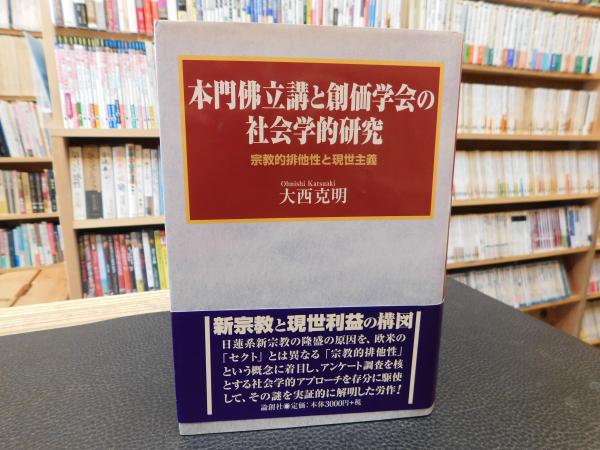 本門佛立講と創価学会の
社会学的研究
宗教的排他性と現世主義
Ohnishi Katsuaki
大西克明
新宗教と現世利益の構図
日蓮系新宗教の隆盛の原因を、欧米の
「セクト」とは異なる「宗教的排他性」
という概念に着目し、アンケート調査を核
とする社会学的アプローチを存分に駆使
して、その謎を実証的に解明した労作!
論創社●定価:本体3000円+税